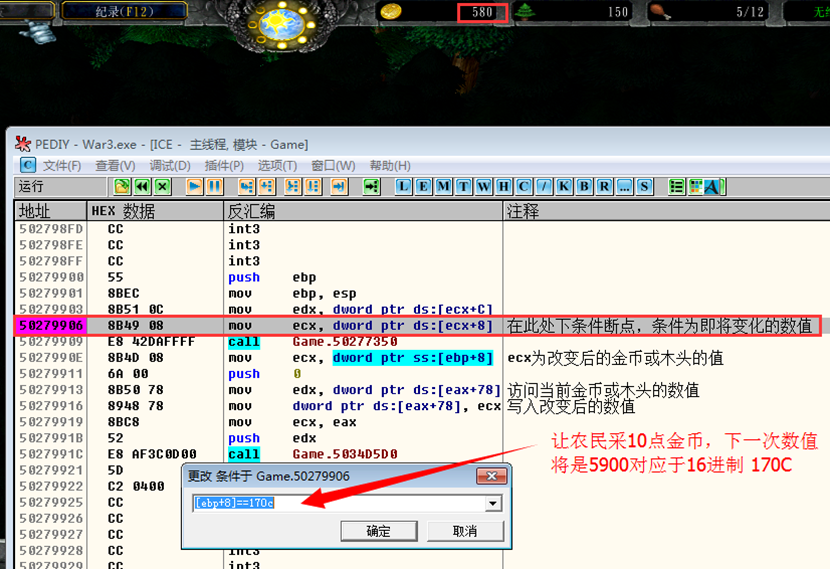 纪录(F12)
580
150
5/12
PEDIY - War3.exe - [ICE - 主线程, 模块 - Game]
C 文件(F) 查看(V) 调试(D) 插件(P) 选项(T) 窗口(W) 帮助(H)
运行 L E M T W H C / K B R ... S A
地址 HEX 数据 反汇编 注释
502798FD CC int3
502798FE CC int3
502798FF CC int3
50279900 55 push ebp
50279901 8BEC mov ebp, esp
50279903 8B51 0C mov edx, dword ptr ds:[ecx+C]
50279906 8B49 08 mov ecx, dword ptr ds:[ecx+8] 在此处下条件断点，条件为即将变化的数值
50279909 E8 42DAFFFF call Game.50277350
5027990E 8B4D 08 mov ecx, dword ptr ss:[ebp+8] ecx为改变后的金币或木头的值
50279911 6A 00 push 0
50279913 8B50 78 mov edx, dword ptr ds:[eax+78] 访问当前金币或木头的数值
50279916 8948 78 mov dword ptr ds:[eax+78], ecx 写入改变后的数值
50279919 8BC8 mov ecx, eax
5027991B 52 push edx
5027991C E8 AF3C0D00 call Game.5034D5D0
50279921 5D
50279922 C2 0400
50279925 CC
50279926 CC
50279927 CC
50279928 CC int3
50279929 CC int3
让农民采10点金币，下一次数值
将是5900对应于16进制 170C
更改 条件于 Game.50279906
[ebp+8]==170c
确定 取消